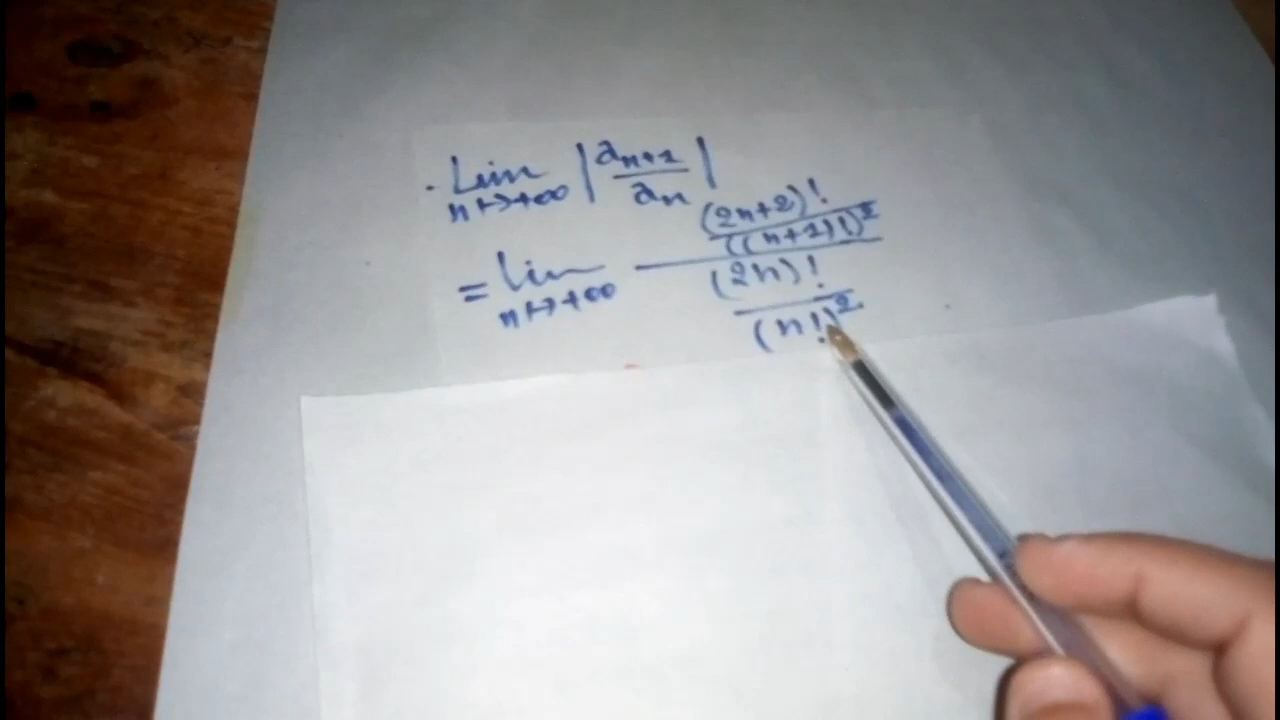 . Lim n↦+∞ | a_{n+1} / a_n |
= lim n↦+∞ ((2n+2)! / ((n+1)!)^2) / ((2n)! / (n!)^2)